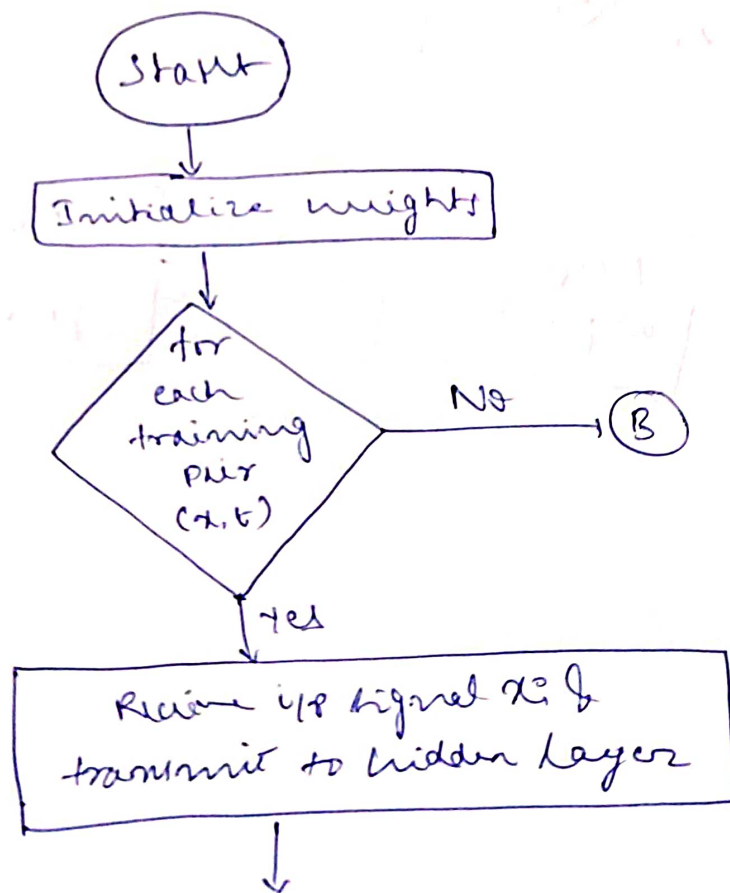 Start
Initialize weights
for
each
training
pair
(x, t)
No
B
Yes
Receive i/p signal xi &
transmit to hidden layer